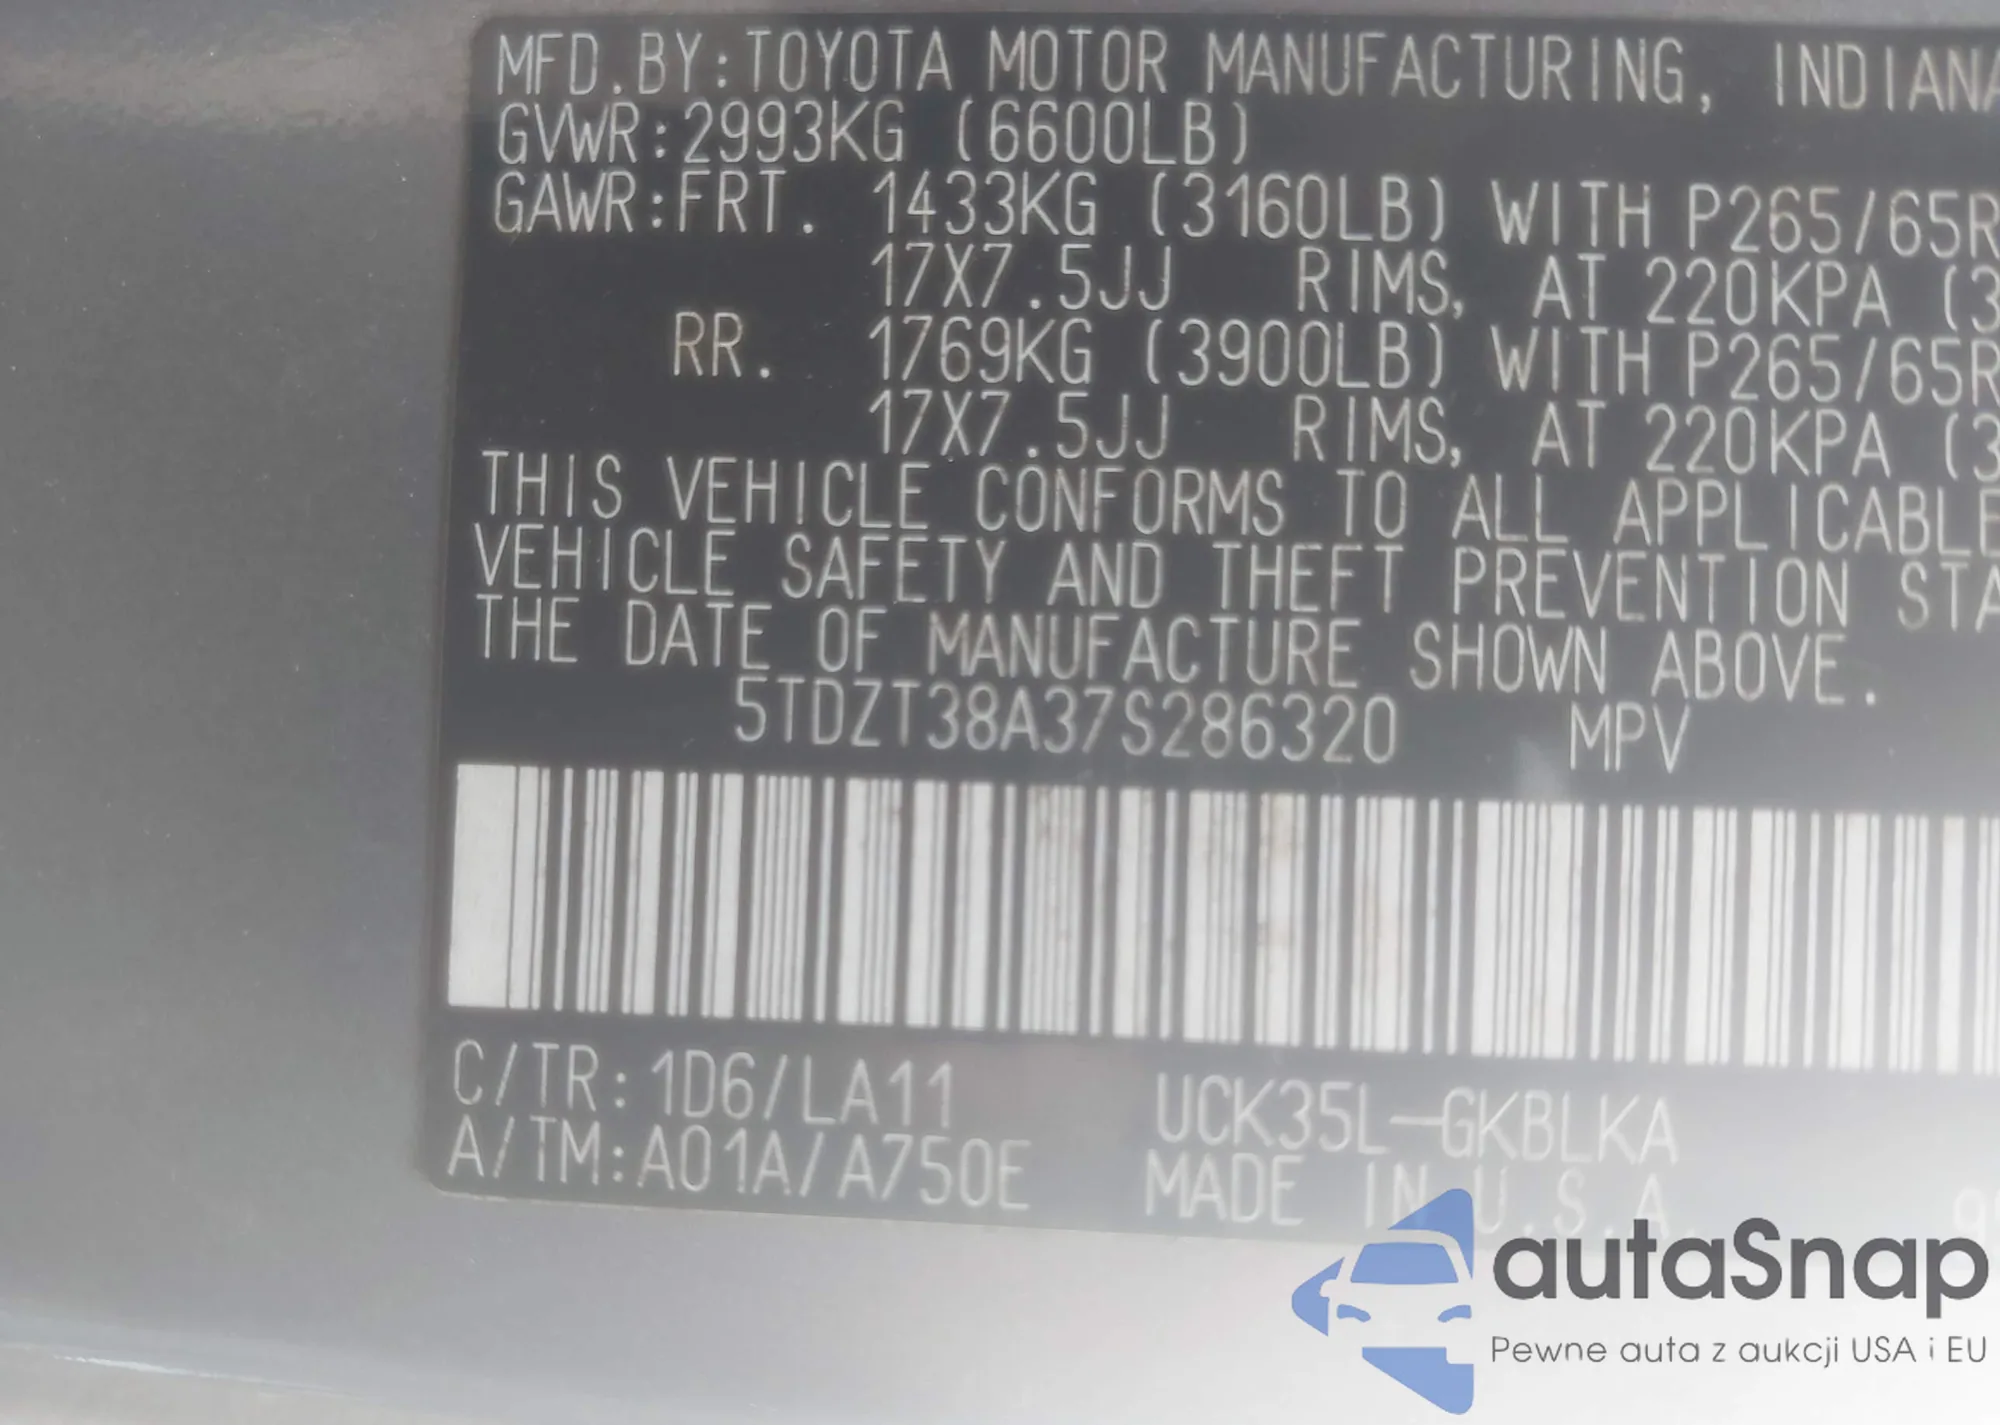 MFD.BY:TOYOTA MOTOR MANUFACTURING, INDIANA
GVWR:2993KG (6600LB)
GAWR:FRT. 1433KG (3160LB) WITH P265/65R
17X7.5JJ RIMS, AT 220KPA (3
RR. 1769KG (3900LB) WITH P265/65R
17X7.5JJ RIMS, AT 220KPA (3
THIS VEHICLE CONFORMS TO ALL APPLICABLE
VEHICLE SAFETY AND THEFT PREVENTION STA
THE DATE OF MANUFACTURE SHOWN ABOVE.
5TDZT38A37S286320 MPV
C/TR: 1D6/LA11 UCK35L-GKBLKA
A/TM:A01A/A750E MADE IN U.S.A.
autaSnap
Pewne auta z aukcji USA i EU